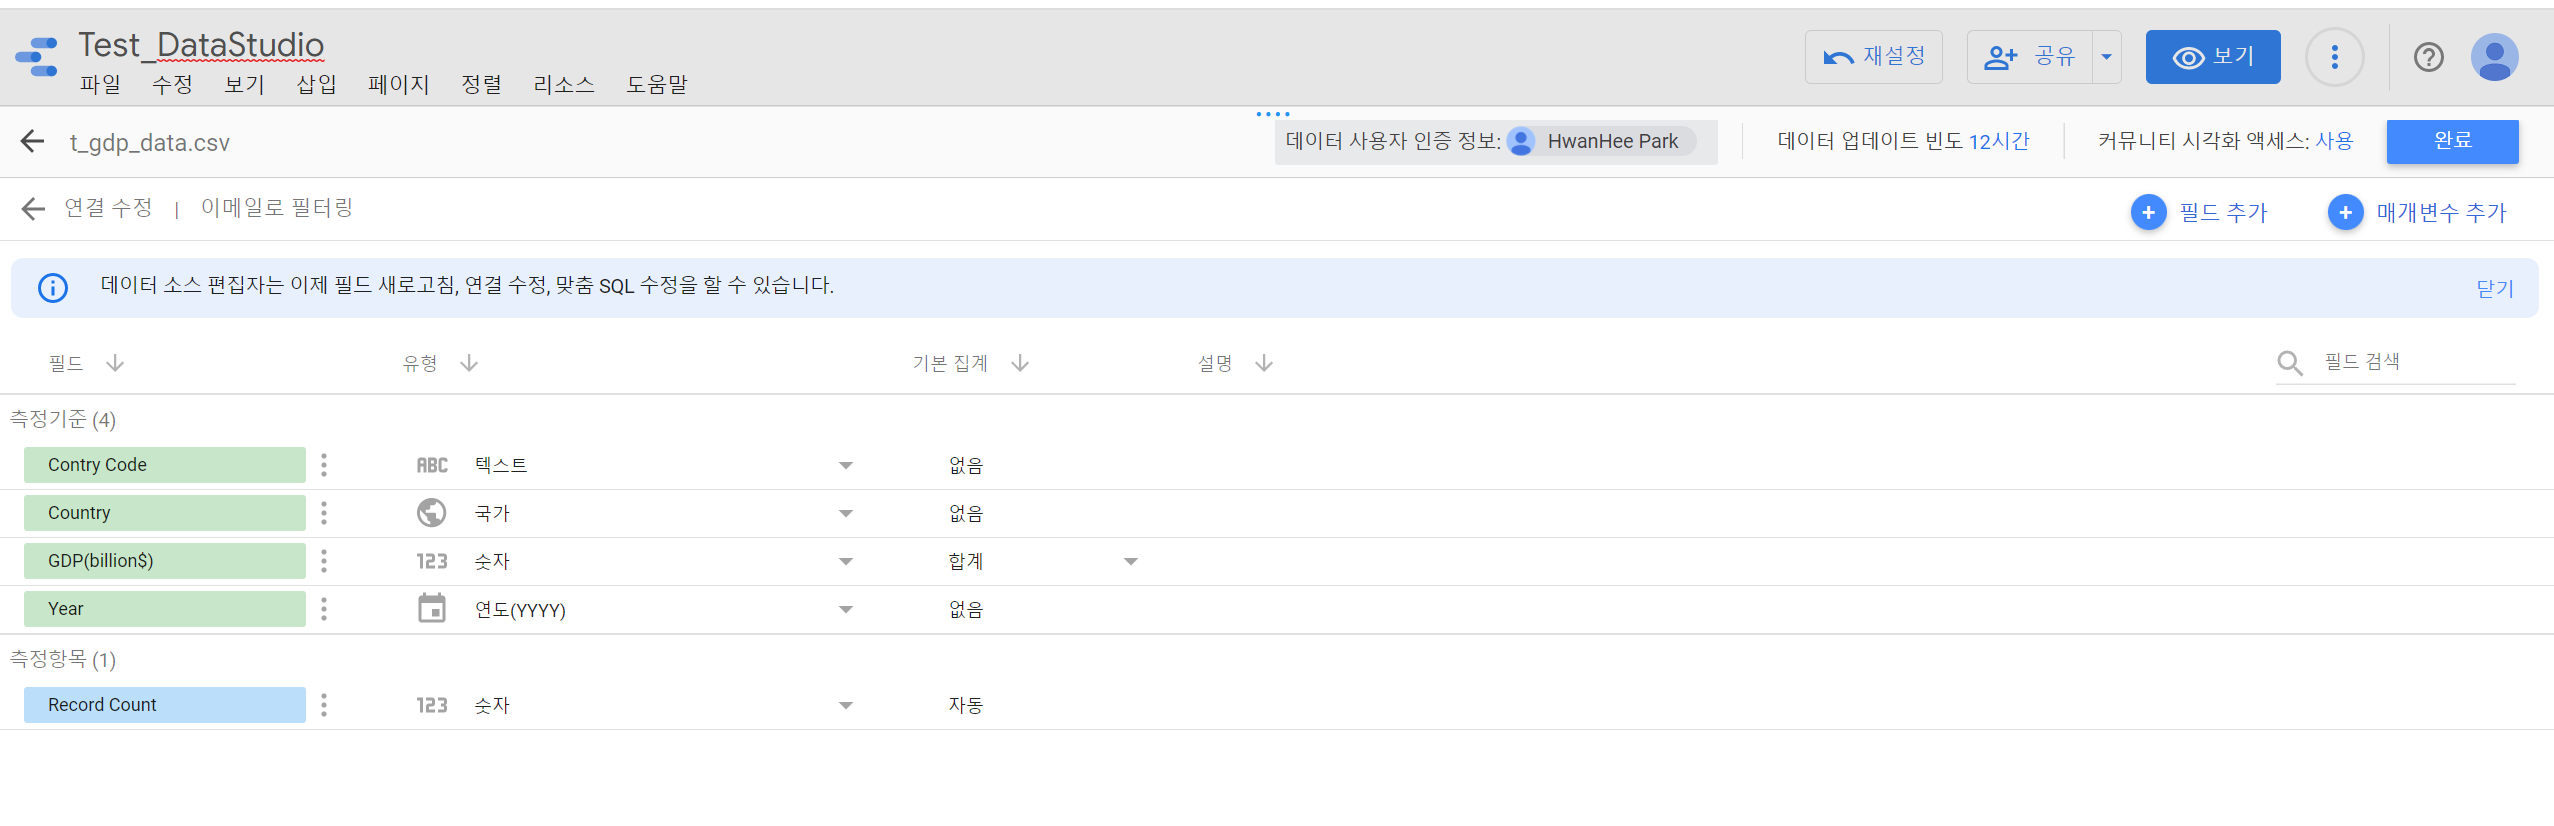 Test_DataStudio
파일 수정 보기 삽입 페이지 정렬 리소스 도움말
재설정 공유 보기
t_gdp_data.csv
데이터 사용자 인증 정보: HwanHee Park 데이터 업데이트 빈도 12시간 커뮤니티 시각화 액세스: 사용 완료
연결 수정 | 이메일로 필터링 필드 추가 매개변수 추가
데이터 소스 편집자는 이제 필드 새로고침, 연결 수정, 맞춤 SQL 수정을 할 수 있습니다. 닫기
필드 유형 기본 집계 설명 필드 검색
측정기준 (4)
Contry Code ABC 텍스트 없음
Country 국가 없음
GDP(billion$) 123 숫자 합계
Year 연도(YYYY) 없음
측정항목 (1)
Record Count 123 숫자 자동